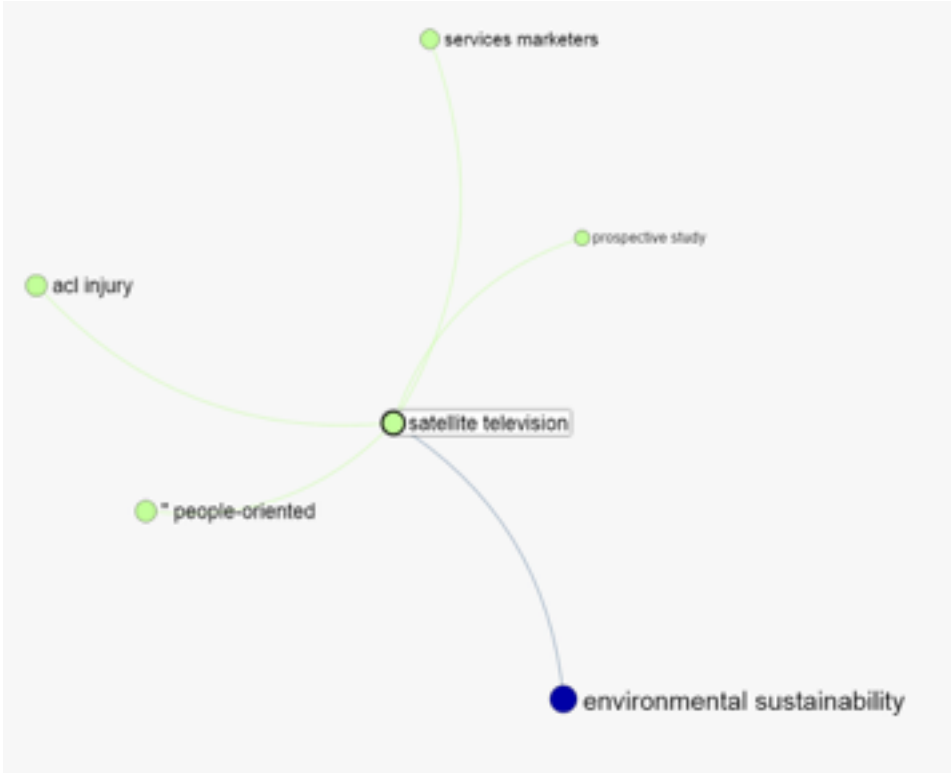 services marketers
prospective study
acl injury
satellite television
" people-oriented
environmental sustainability